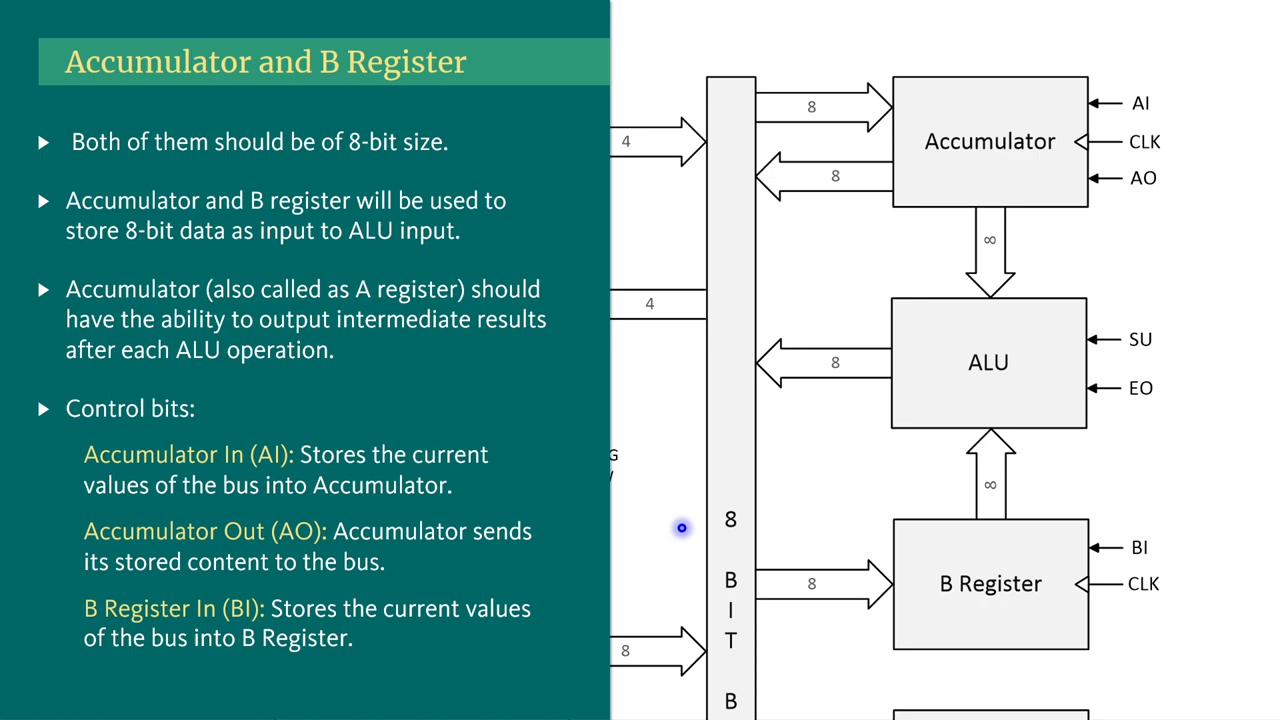 Accumulator and B Register
Both of them should be of 8-bit size.
Accumulator and B register will be used to
store 8-bit data as input to ALU input.
Accumulator (also called as A register) should
have the ability to output intermediate results
after each ALU operation.
Control bits:
Accumulator In (AI): Stores the current
values of the bus into Accumulator.
Accumulator Out (AO): Accumulator sends
its stored content to the bus.
B Register In (BI): Stores the current values
of the bus into B Register.
4
4
G
8
8
B
I
T
B
8
8
Accumulator
AI
CLK
AO
8
8
ALU
SU
EO
8
8
B Register
BI
CLK